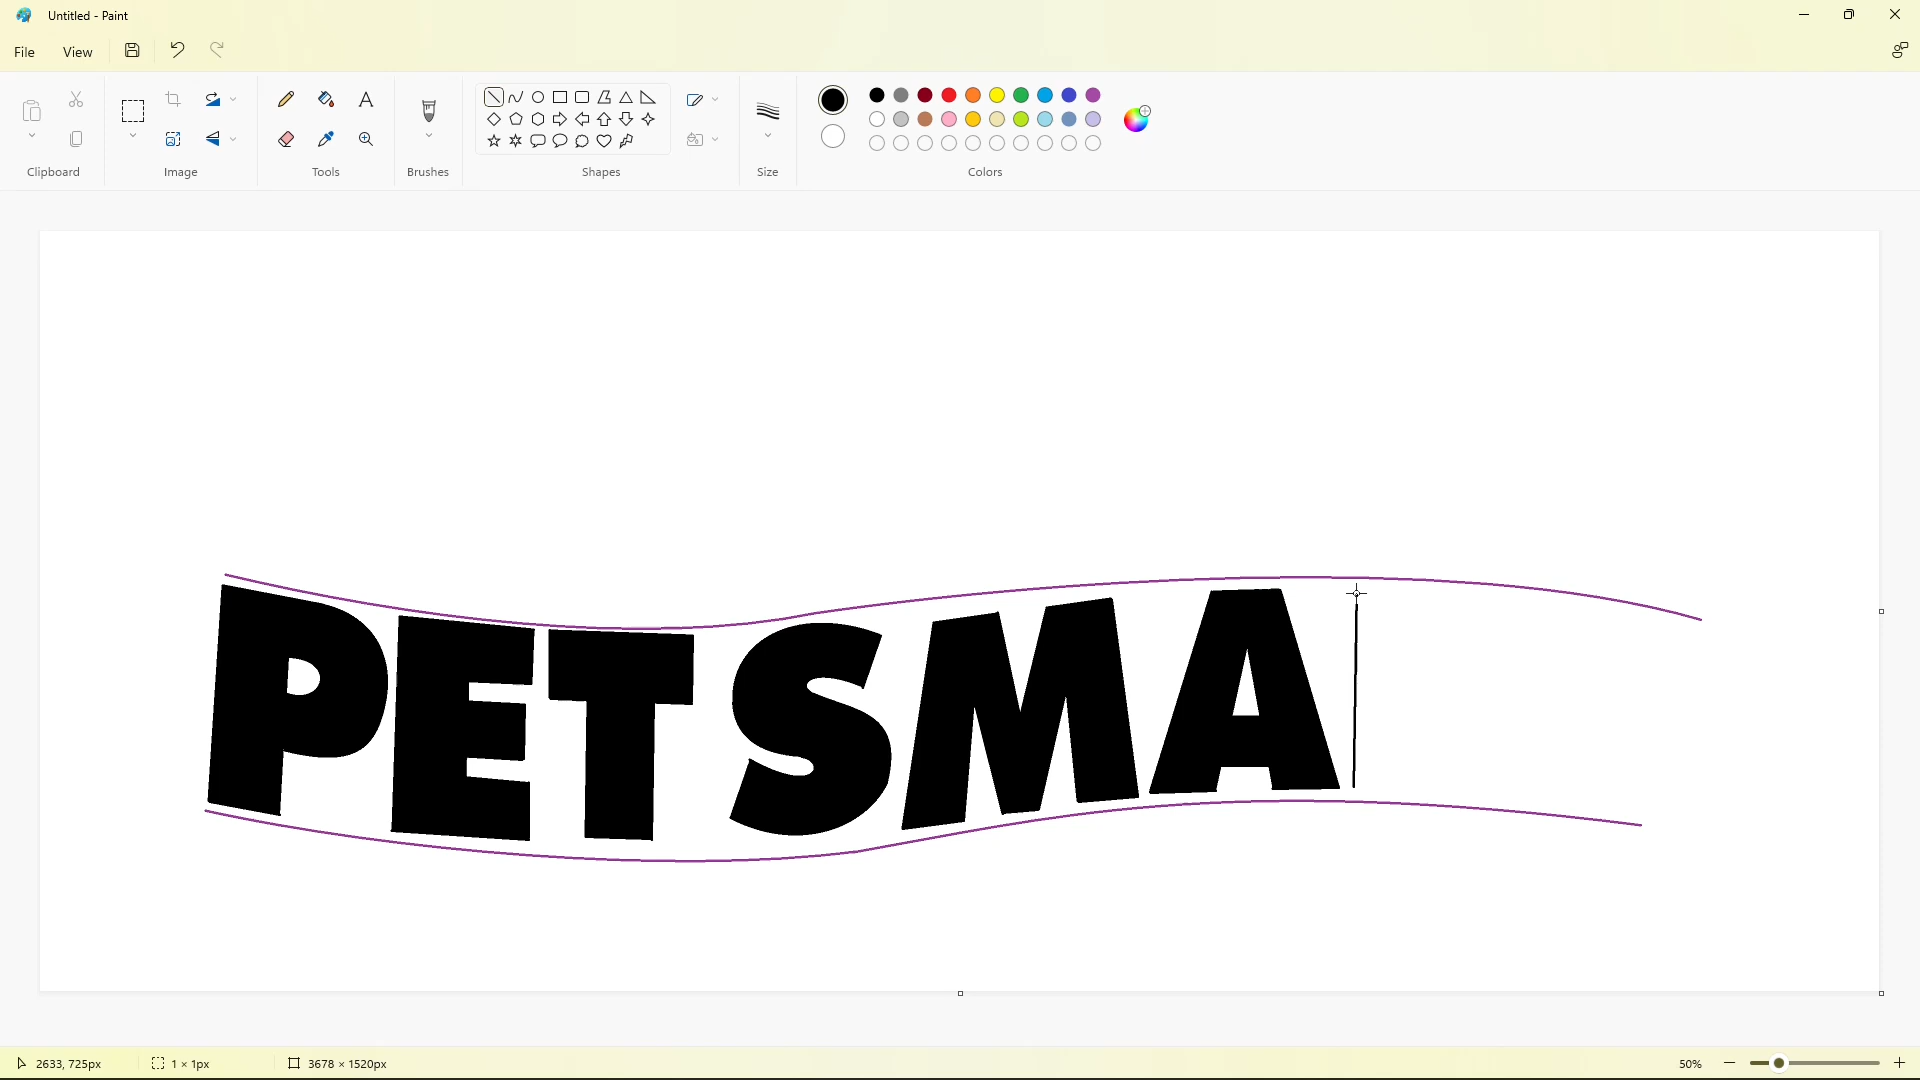 Untitled - Paint
File View
Clipboard Image Tools Brushes Shapes Size Colors
PETSMA
2633, 725px 1 × 1px 3678 × 1520px 50%